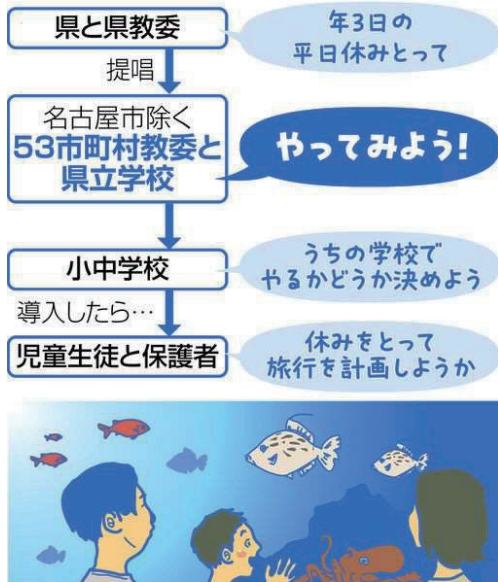 県と県教委
年3日の
平日休みとって
提唱
名古屋市除く
53市町村教委と
県立学校
やってみよう!
小中学校
うちの学校で
やるかどうか決めよう
導入したら…
児童生徒と保護者
休みをとって
旅行を計画しようか